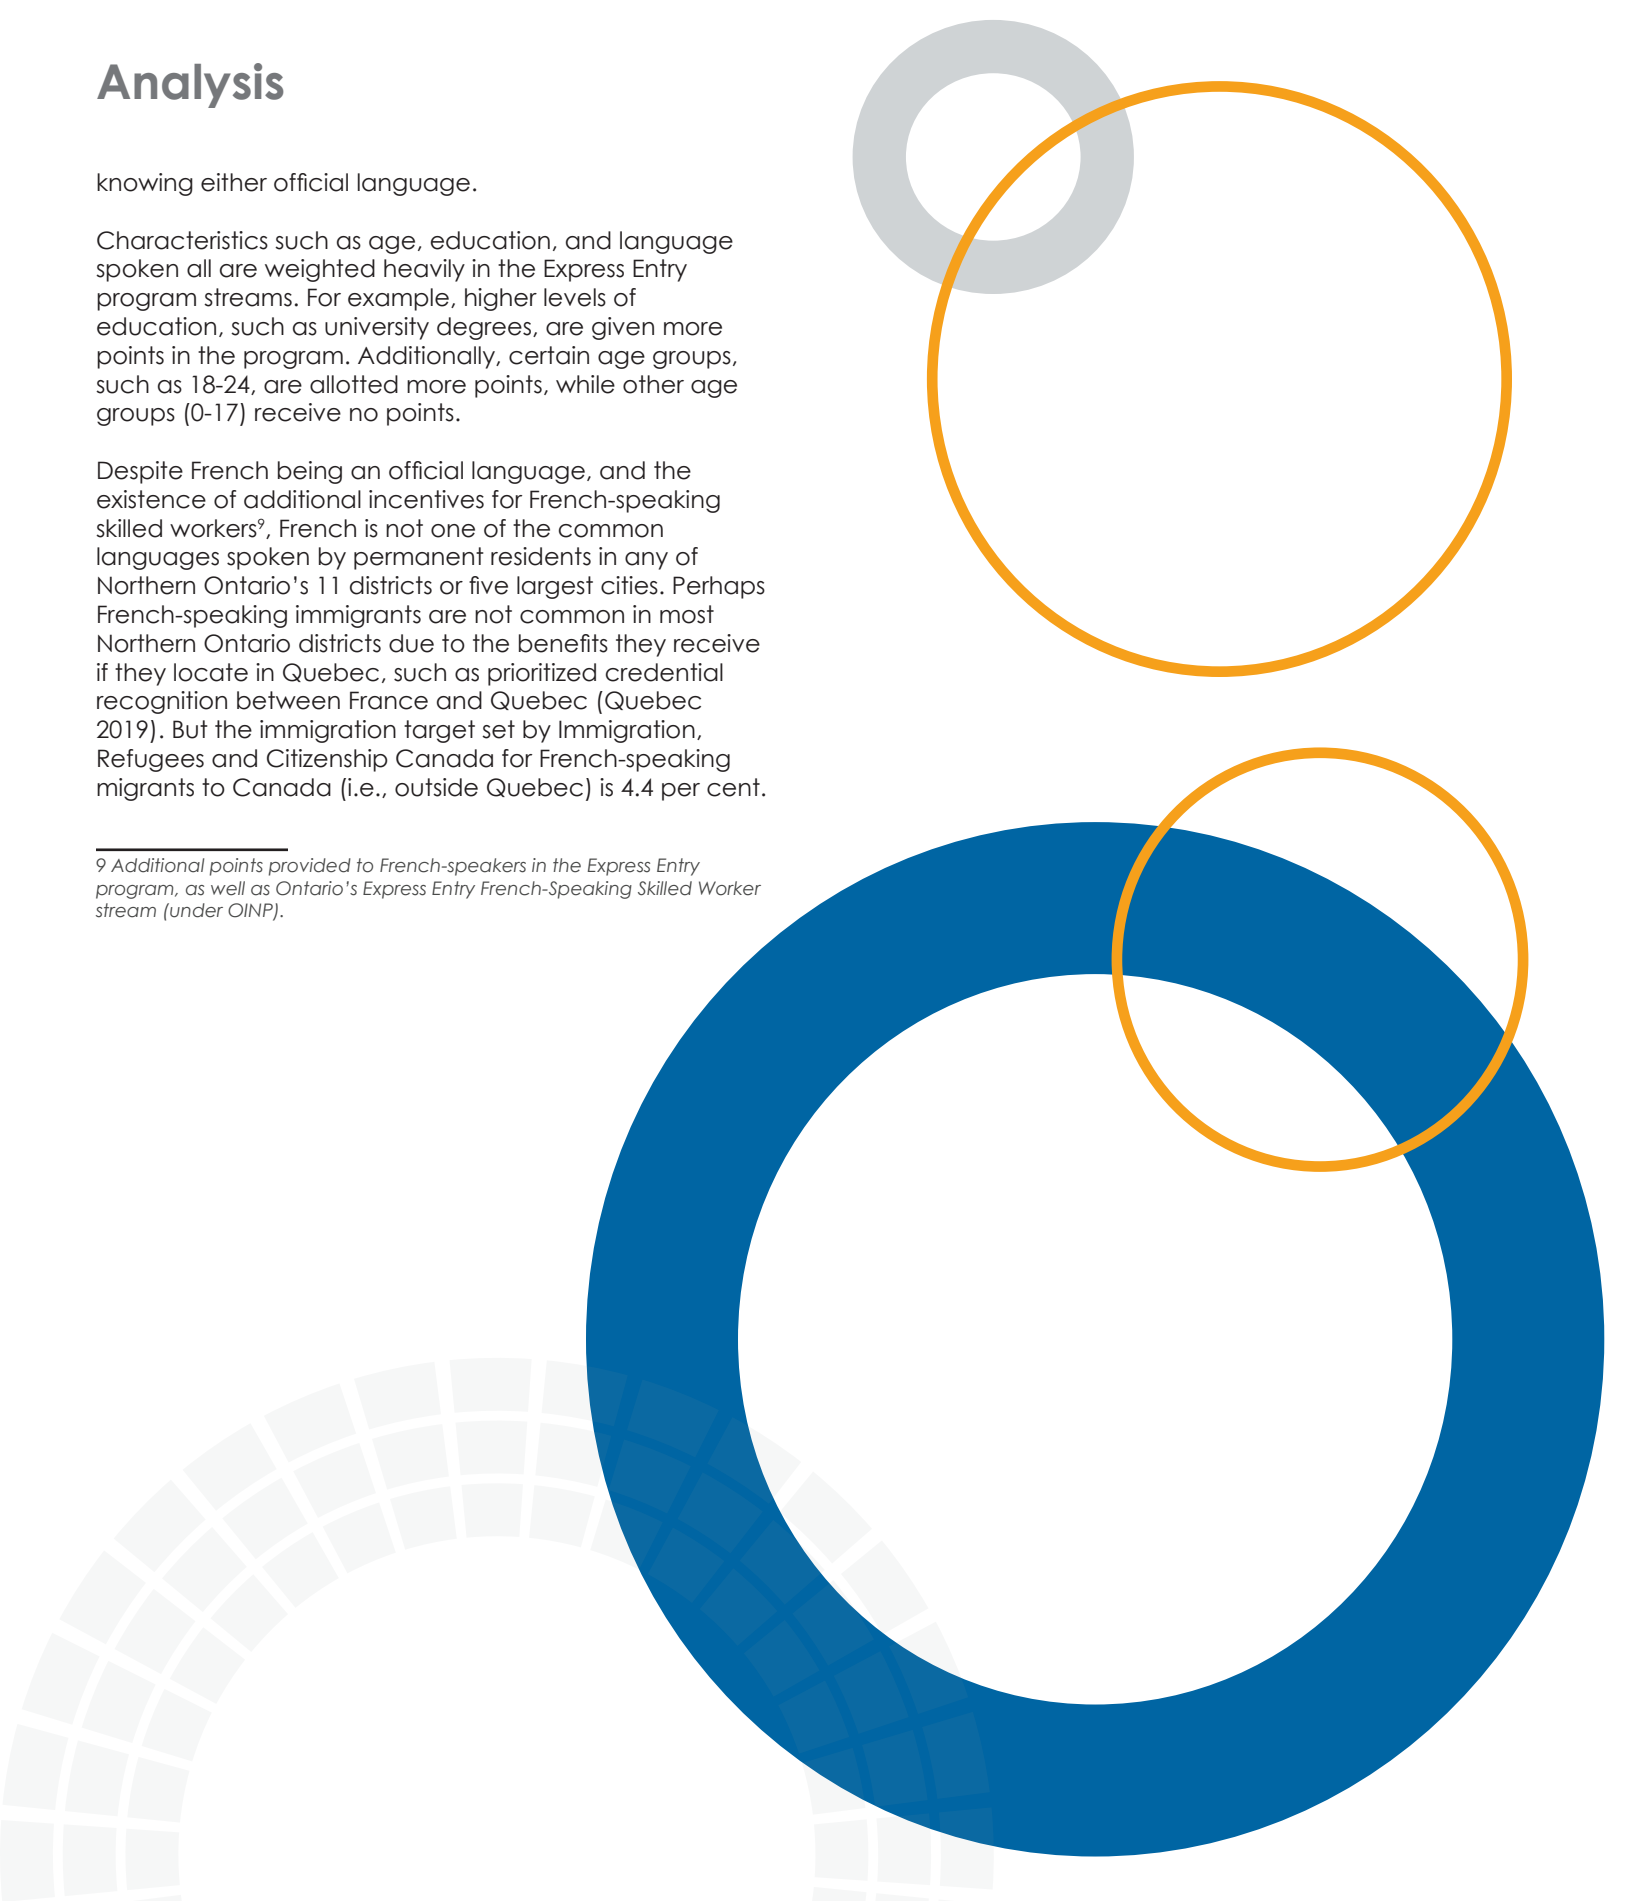 Analysis
knowing either official language.
Characteristics such as age, education, and language
spoken all are weighted heavily in the Express Entry
program streams. For example, higher levels of
education, such as university degrees, are given more
points in the program. Additionally, certain age groups,
such as 18-24, are allotted more points, while other age
groups (0-17) receive no points.
Despite French being an official language, and the
existence of additional incentives for French-speaking
skilled workers⁹, French is not one of the common
languages spoken by permanent residents in any of
Northern Ontario’s 11 districts or five largest cities. Perhaps
French-speaking immigrants are not common in most
Northern Ontario districts due to the benefits they receive
if they locate in Quebec, such as prioritized credential
recognition between France and Quebec (Quebec
2019). But the immigration target set by Immigration,
Refugees and Citizenship Canada for French-speaking
migrants to Canada (i.e., outside Quebec) is 4.4 per cent.
9 Additional points provided to French-speakers in the Express Entry
program, as well as Ontario’s Express Entry French-Speaking Skilled Worker
stream (under OINP).